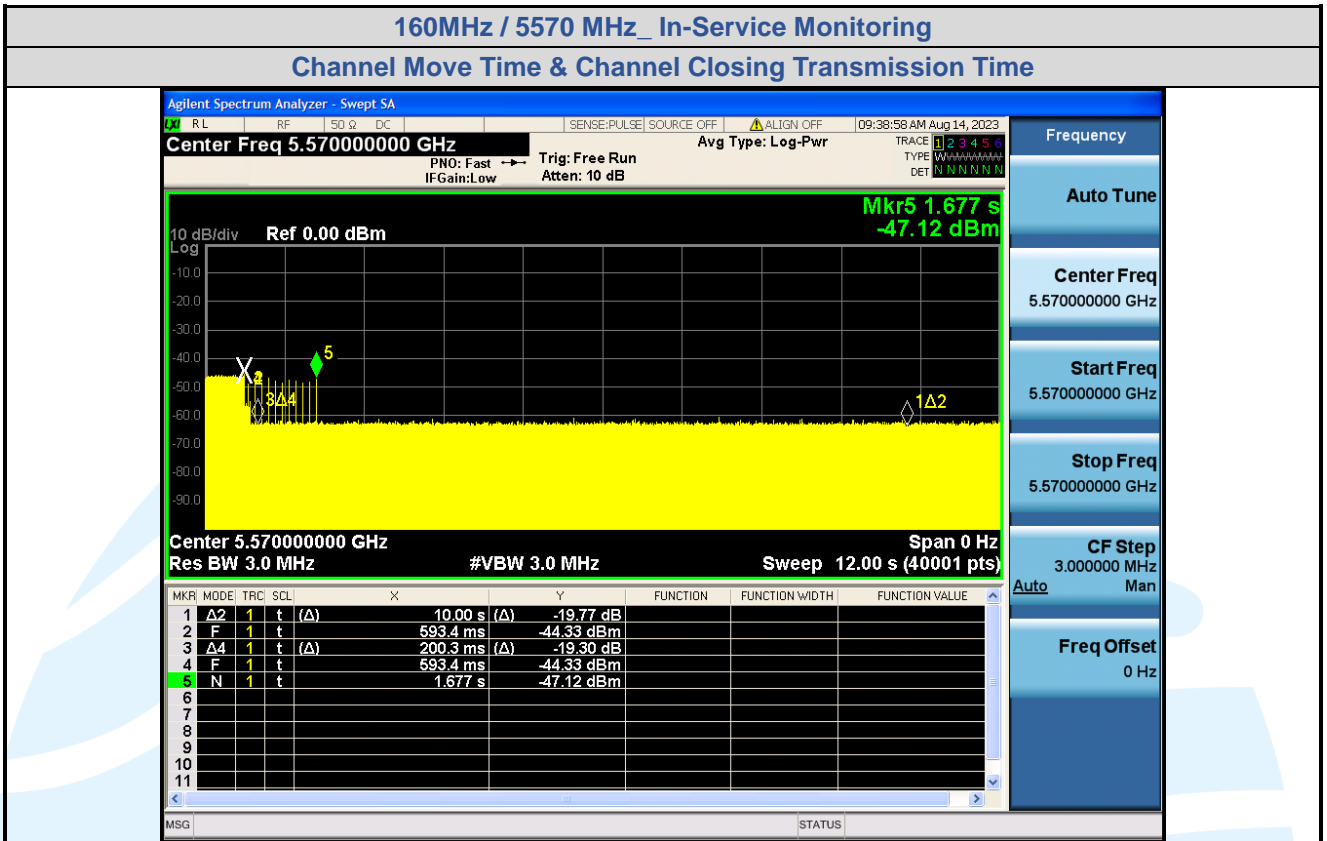 160MHz / 5570 MHz_ In-Service Monitoring
Channel Move Time & Channel Closing Transmission Time
Agilent Spectrum Analyzer - Swept SA
LXI RL RF 50 Ω DC SENSE:PULSE SOURCE OFF ALIGN OFF 09:38:58 AM Aug 14, 2023
Center Freq 5.570000000 GHz
PNO: Fast
IFGain:Low
Trig: Free Run
Atten: 10 dB
Avg Type: Log-Pwr
TRACE 1 2 3 4 5 6
TYPE WWWWWW
DET N N N N N N
Mkr5 1.677 s
-47.12 dBm
10 dB/div Ref 0.00 dBm
Log
-10.0
-20.0
-30.0
-40.0
-50.0
-60.0
-70.0
-80.0
-90.0
5
3Δ4
1Δ2
Center 5.570000000 GHz Span 0 Hz
Res BW 3.0 MHz #VBW 3.0 MHz Sweep 12.00 s (40001 pts)
MKR MODE TRC SCL X Y FUNCTION FUNCTION WIDTH FUNCTION VALUE
1 Δ2 1 t (Δ) 10.00 s (Δ) -19.77 dB
2 F 1 t 593.4 ms -44.33 dBm
3 Δ4 1 t (Δ) 200.3 ms (Δ) -19.30 dB
4 F 1 t 593.4 ms -44.33 dBm
5 N 1 t 1.677 s -47.12 dBm
6
7
8
9
10
11
MSG STATUS
Frequency
Auto Tune
Center Freq
5.570000000 GHz
Start Freq
5.570000000 GHz
Stop Freq
5.570000000 GHz
CF Step
3.000000 MHz
Auto Man
Freq Offset
0 Hz